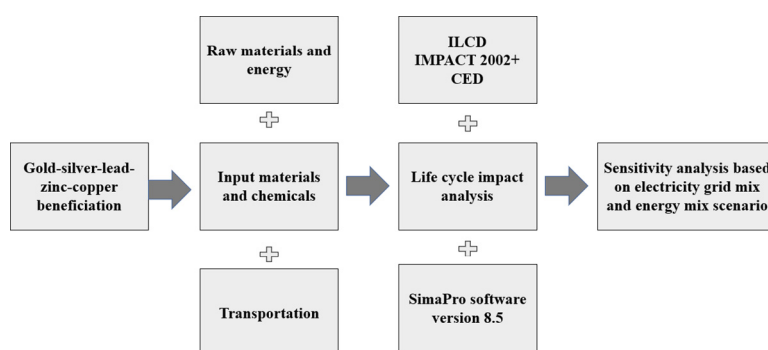 Raw materials and
energy
ILCD
IMPACT 2002+
CED
Gold-silver-lead-
zinc-copper
beneficiation
Input materials
and chemicals
Life cycle impact
analysis
Sensitivity analysis based
on electricity grid mix
and energy mix scenario
Transportation
SimaPro software
version 8.5